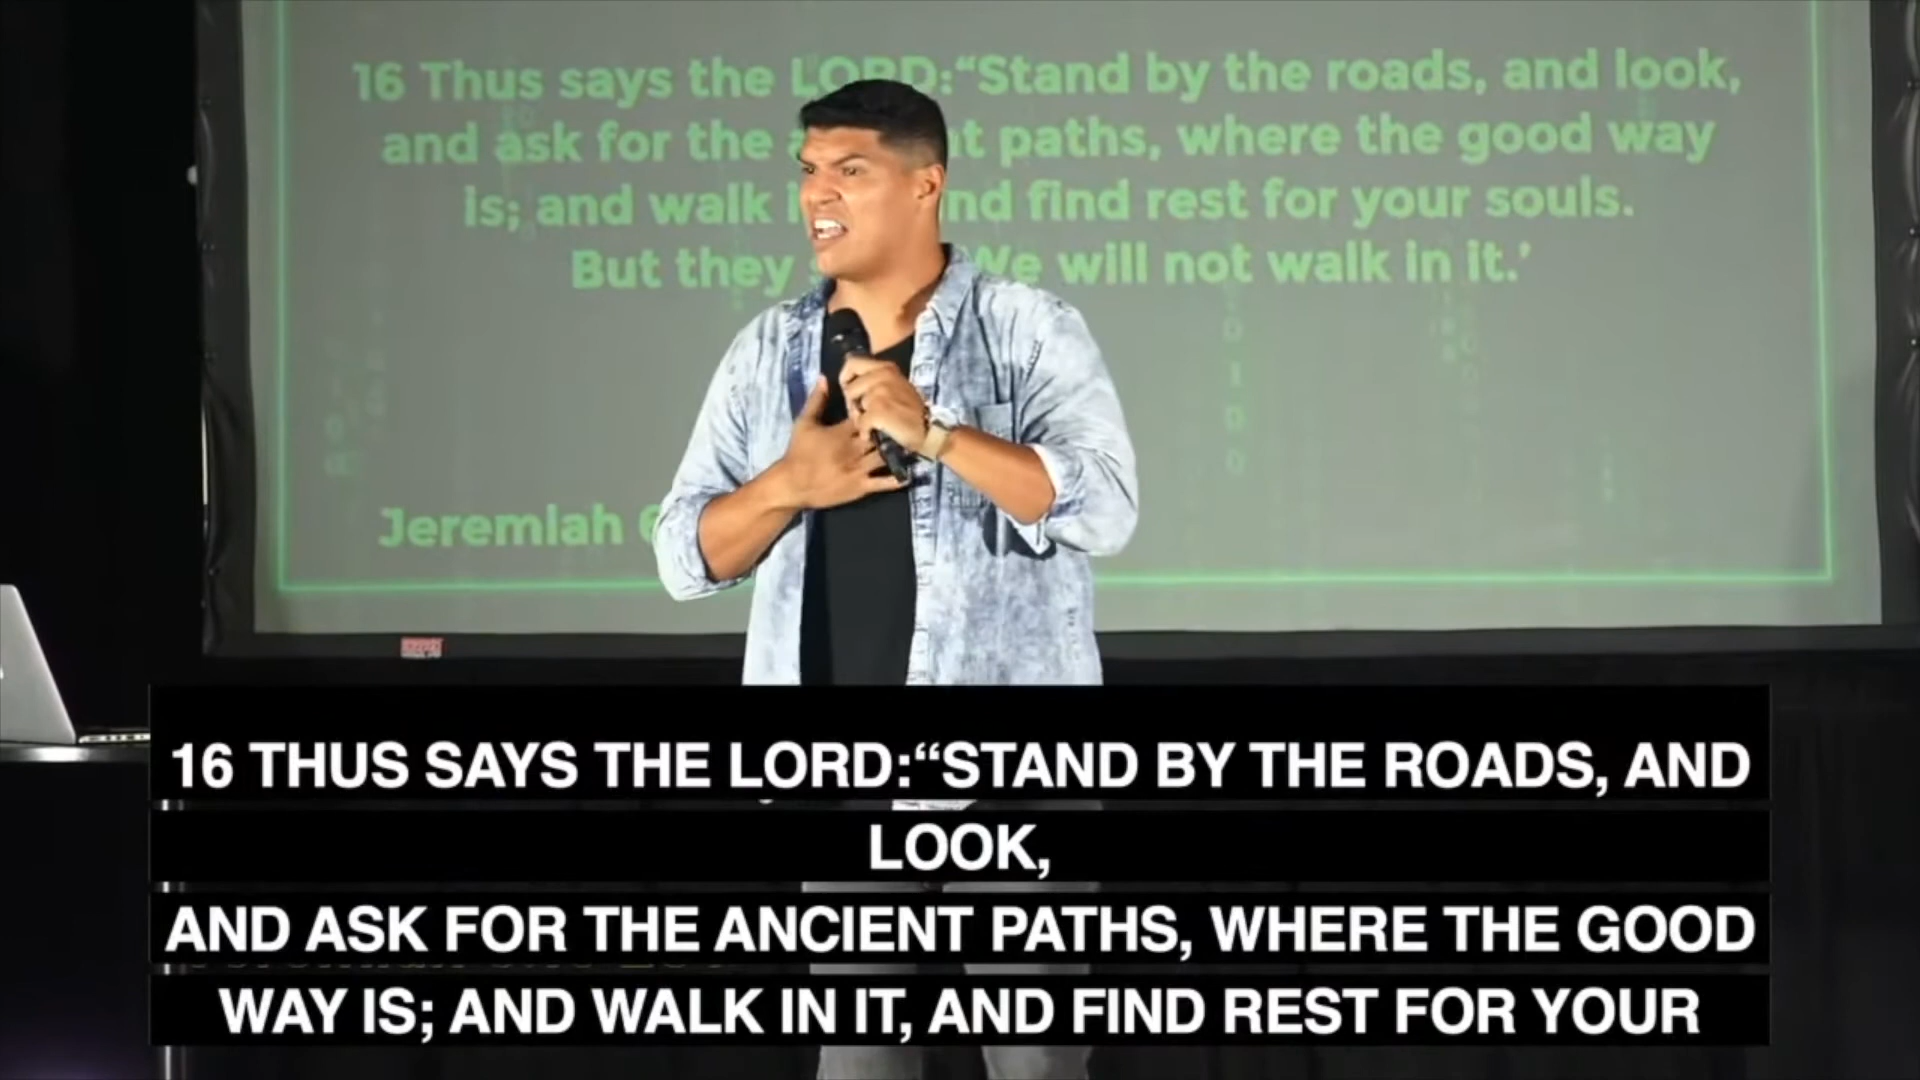 16 Thus says the LORD:“Stand by the roads, and look,
and ask for the paths, where the good way
is; and walk and find rest for your souls.
But they We will not walk in it.’
Jeremiah
16 THUS SAYS THE LORD:“STAND BY THE ROADS, AND
LOOK,
AND ASK FOR THE ANCIENT PATHS, WHERE THE GOOD
WAY IS; AND WALK IN IT, AND FIND REST FOR YOUR